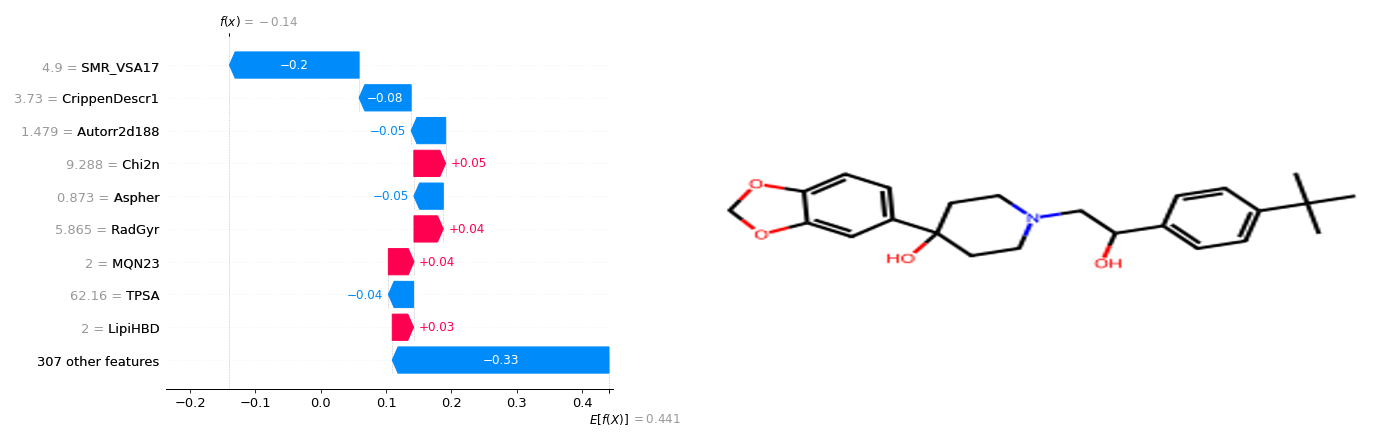 f(x) = −0.14
4.9 = SMR_VSA17
−0.2
3.73 = CrippenDescr1
−0.08
1.479 = Autorr2d188
−0.05
9.288 = Chi2n
+0.05
0.873 = Aspher
−0.05
5.865 = RadGyr
+0.04
2 = MQN23
+0.04
62.16 = TPSA
−0.04
2 = LipiHBD
+0.03
307 other features
−0.33
−0.2 −0.1 0.0 0.1 0.2 0.3 0.4
E[f(X)] = 0.441
O
O
HO
N
OH